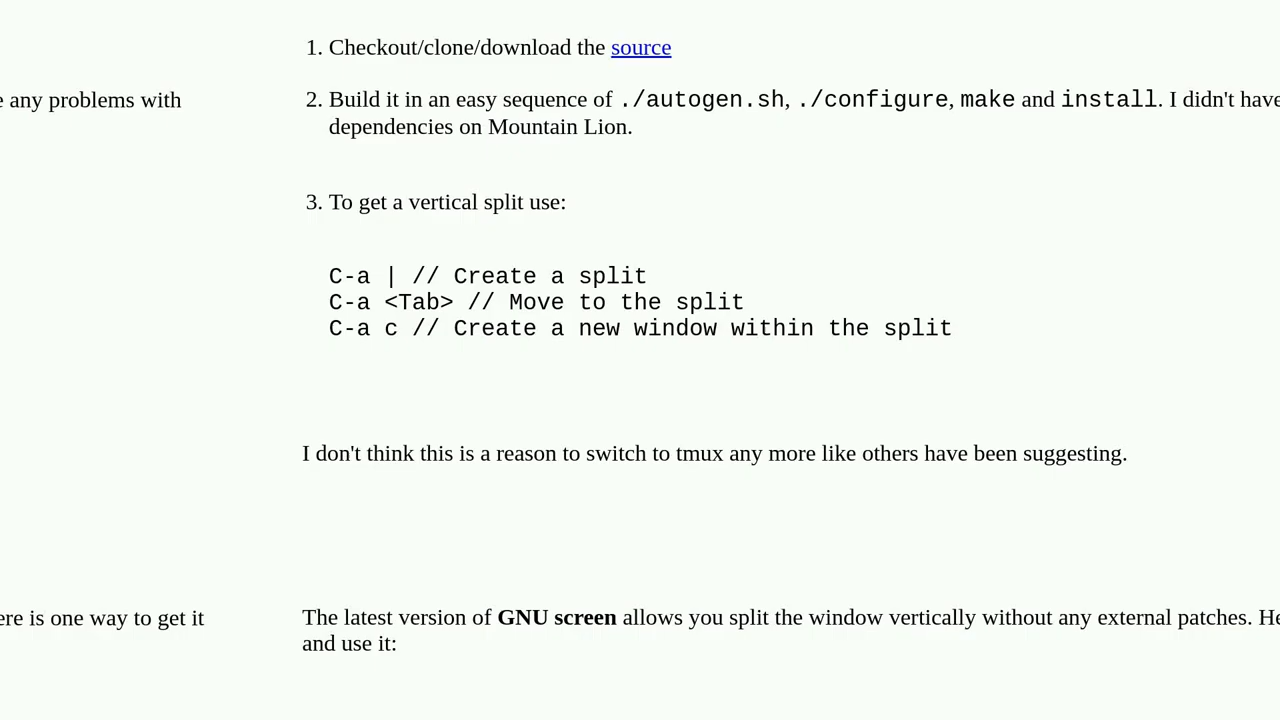 1. Checkout/clone/download the source
e any problems with
2. Build it in an easy sequence of ./autogen.sh, ./configure, make and install. I didn't have
dependencies on Mountain Lion.
3. To get a vertical split use:
C-a | // Create a split
C-a <Tab> // Move to the split
C-a c // Create a new window within the split
I don't think this is a reason to switch to tmux any more like others have been suggesting.
ere is one way to get it
The latest version of GNU screen allows you split the window vertically without any external patches. He
and use it: